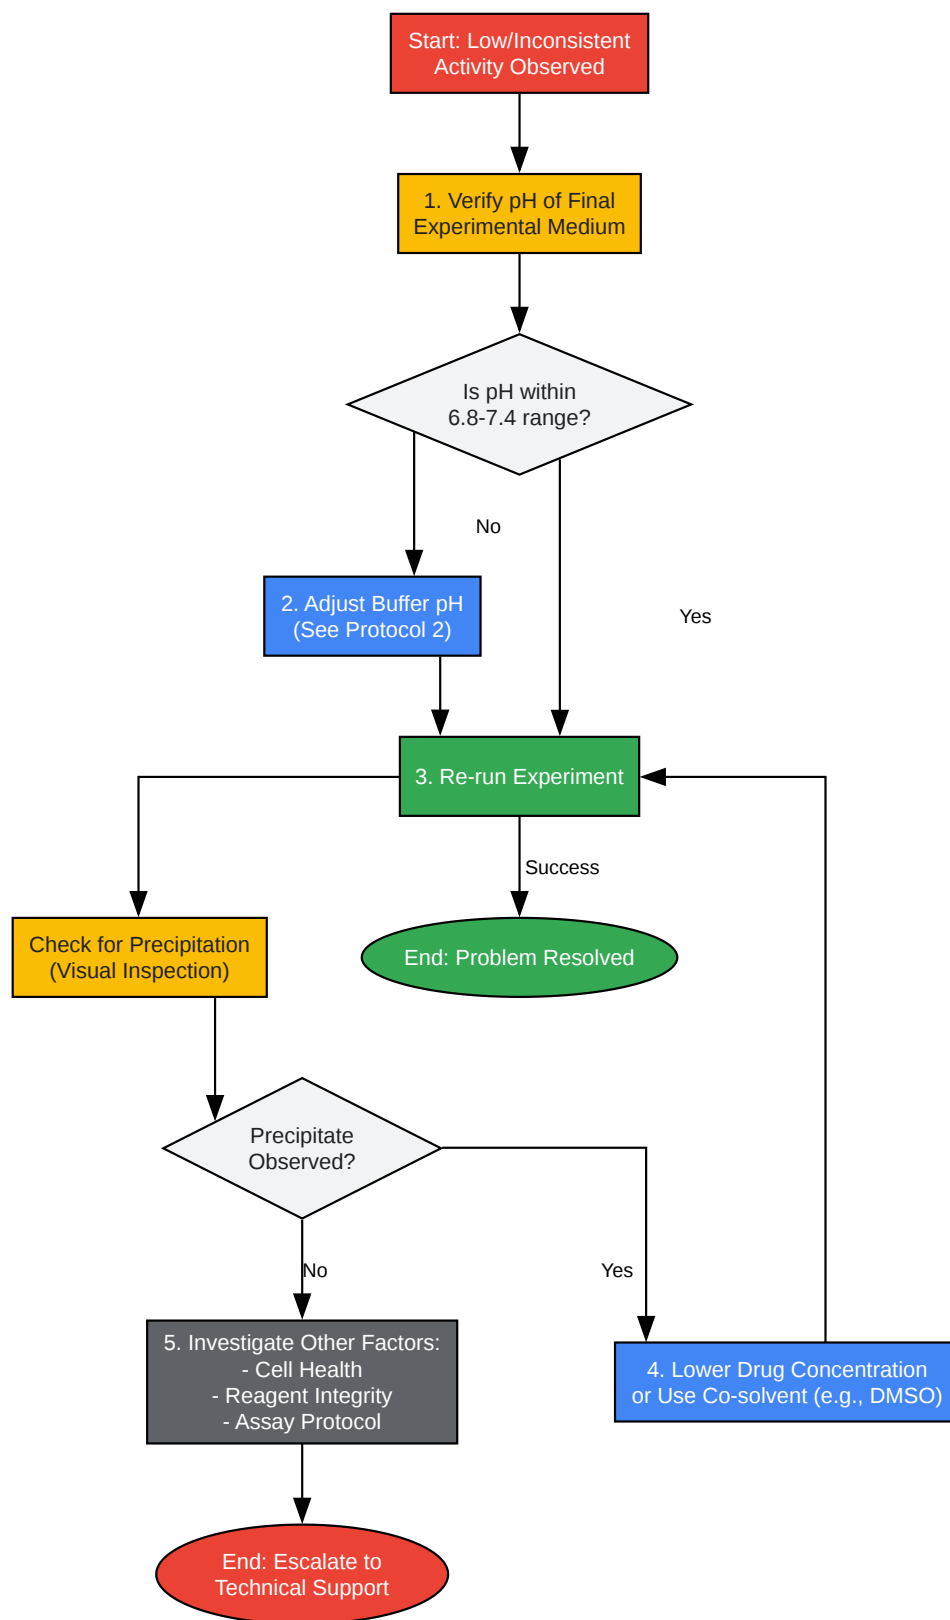 Start: Low/Inconsistent
Activity Observed
1. Verify pH of Final
Experimental Medium
Is pH within
6.8-7.4 range?
No
Yes
2. Adjust Buffer pH
(See Protocol 2)
3. Re-run Experiment
Success
Check for Precipitation
(Visual Inspection)
End: Problem Resolved
Precipitate
Observed?
No
Yes
5. Investigate Other Factors:
- Cell Health
- Reagent Integrity
- Assay Protocol
4. Lower Drug Concentration
or Use Co-solvent (e.g., DMSO)
End: Escalate to
Technical Support